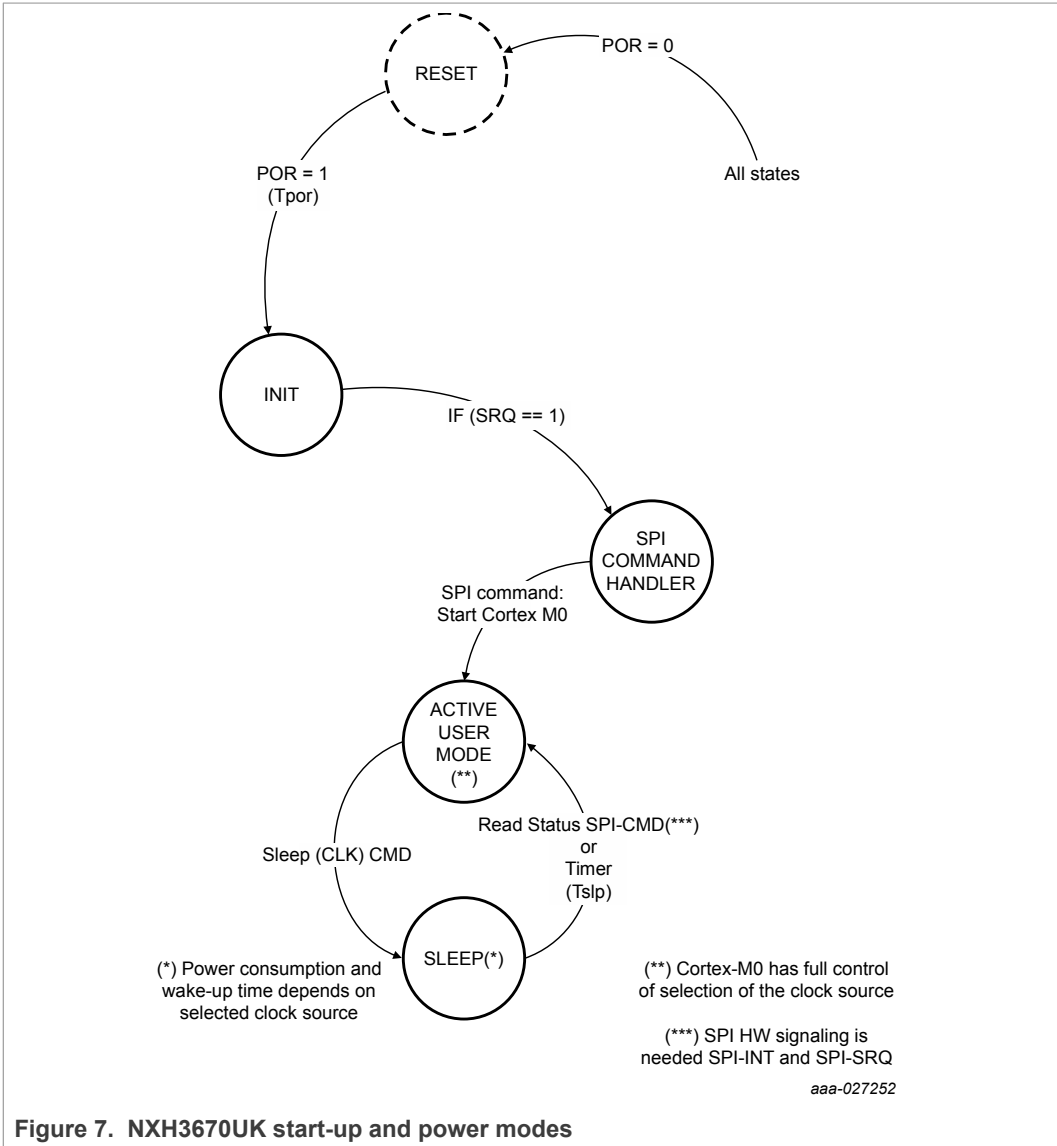 POR = 0
RESET
POR = 1
(Tpor)
All states
INIT
IF (SRQ == 1)
SPI
COMMAND
HANDLER
SPI command:
Start Cortex M0
ACTIVE
USER
MODE
(**)
Read Status SPI-CMD(***)
or
Timer
(Tslp)
Sleep (CLK) CMD
SLEEP(*)
(*) Power consumption and
wake-up time depends on
selected clock source
(**) Cortex-M0 has full control
of selection of the clock source
(***) SPI HW signaling is
needed SPI-INT and SPI-SRQ
aaa-027252
Figure 7. NXH3670UK start-up and power modes